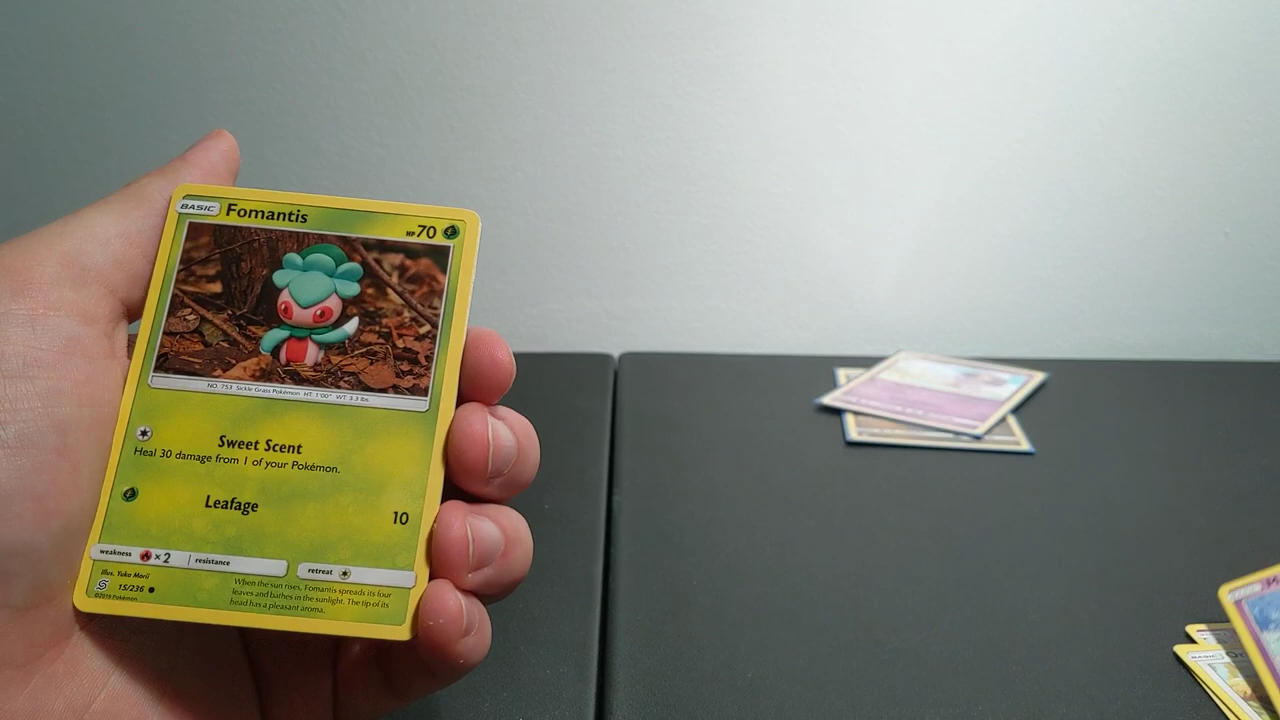 BASIC Fomantis HP 70
NO. 753 Sickle Grass Pokémon HT: 1'00" WT: 3.3 lbs.
Sweet Scent
Heal 30 damage from 1 of your Pokémon.
Leafage 10
weakness ×2 resistance retreat
Illus. Yuka Morii
15/236
©2019 Pokémon
When the sun rises, Fomantis spreads its four
leaves and bathes in the sunlight. The tip of its
head has a pleasant aroma.
BASIC